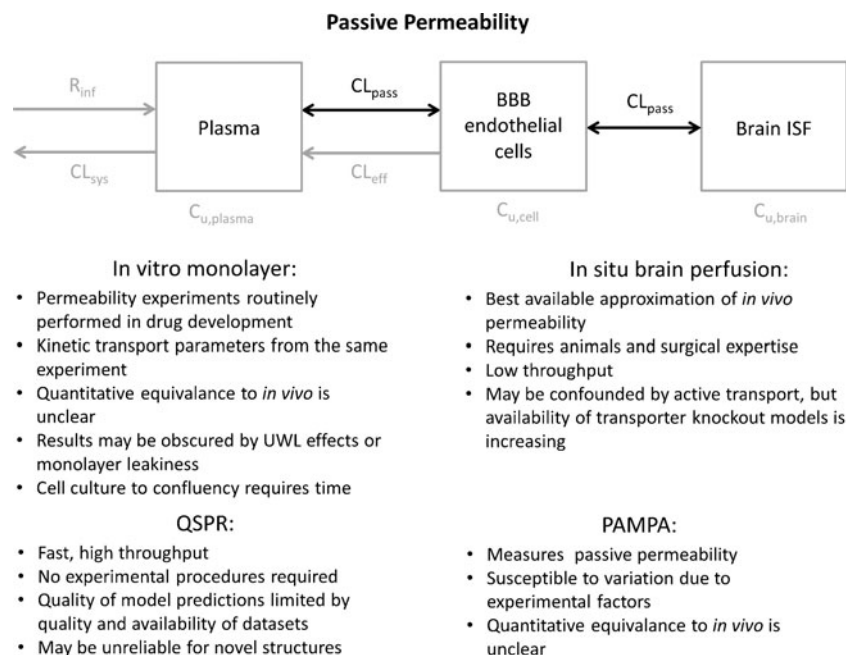 Passive Permeability
R_inf
CL_pass
CL_pass
Plasma
BBB
endothelial
cells
Brain ISF
CL_sys
CL_eff
C_u,plasma
C_u,cell
C_u,brain
In vitro monolayer:
• Permeability experiments routinely
performed in drug development
• Kinetic transport parameters from the same
experiment
• Quantitative equivalance to in vivo is
unclear
• Results may be obscured by UWL effects or
monolayer leakiness
• Cell culture to confluency requires time
In situ brain perfusion:
• Best available approximation of in vivo
permeability
• Requires animals and surgical expertise
• Low throughput
• May be confounded by active transport, but
availability of transporter knockout models is
increasing
QSPR:
• Fast, high throughput
• No experimental procedures required
• Quality of model predictions limited by
quality and availability of datasets
• May be unreliable for novel structures
PAMPA:
• Measures passive permeability
• Susceptible to variation due to
experimental factors
• Quantitative equivalance to in vivo is
unclear